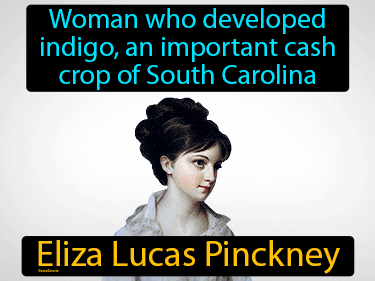 Woman who developed
indigo, an important cash
crop of South Carolina
Eliza Lucas Pinckney